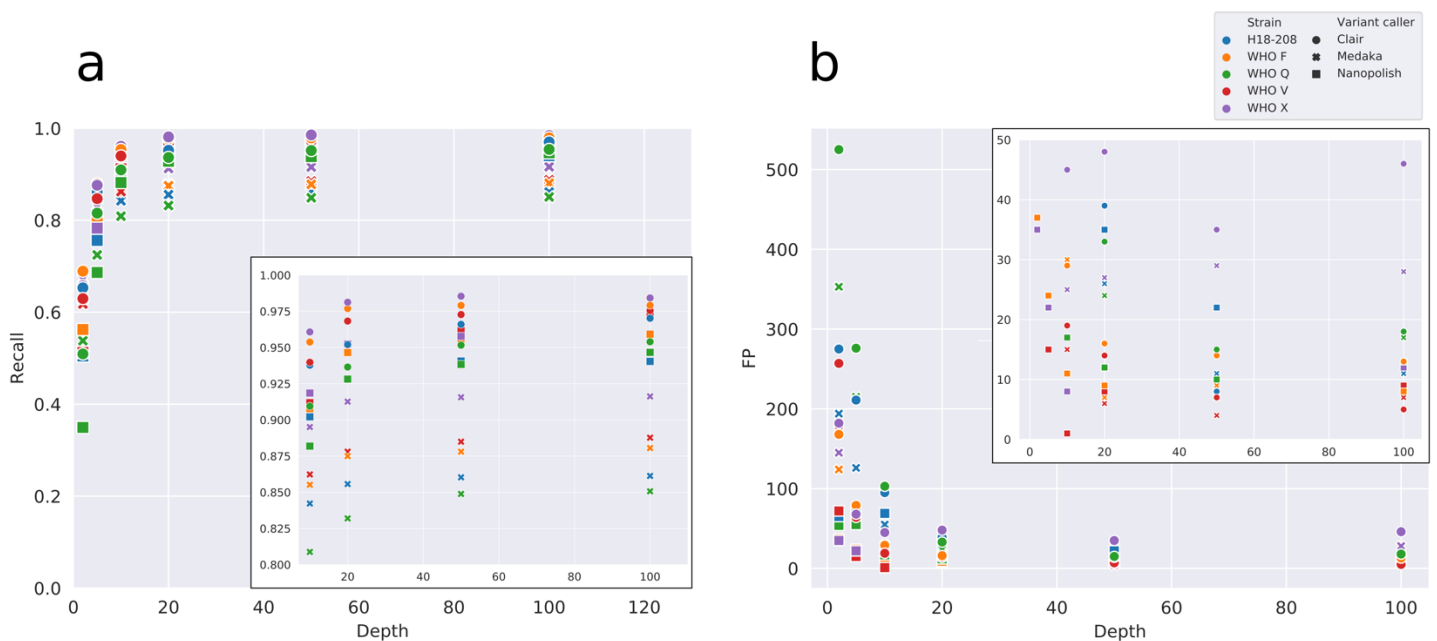 a
b
Strain Variant caller
H18-208 Clair
WHO F Medaka
WHO Q Nanopolish
WHO V
WHO X
1.0
0.8
0.6
0.4
0.2
0.0
Recall
0 20 40 60 80 100 120
Depth
1.000
0.975
0.950
0.925
0.900
0.875
0.850
0.825
0.800
20 40 60 80 100
500
400
300
200
100
0
FP
0 20 40 60 80 100
Depth
50
40
30
20
10
0
0 20 40 60 80 100